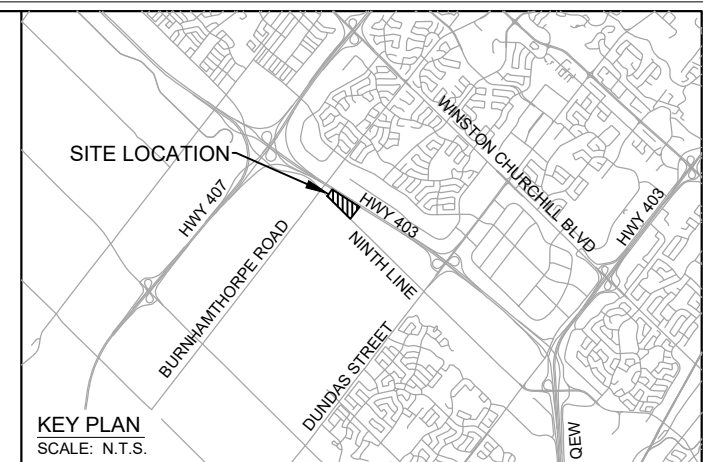 WINSTON CHURCHILL BLVD
SITE LOCATION
HWY 407
HWY 403
HWY 403
BURNHAMTHORPE ROAD
NINTH LINE
DUNDAS STREET
KEY PLAN
SCALE: N.T.S.
QEW